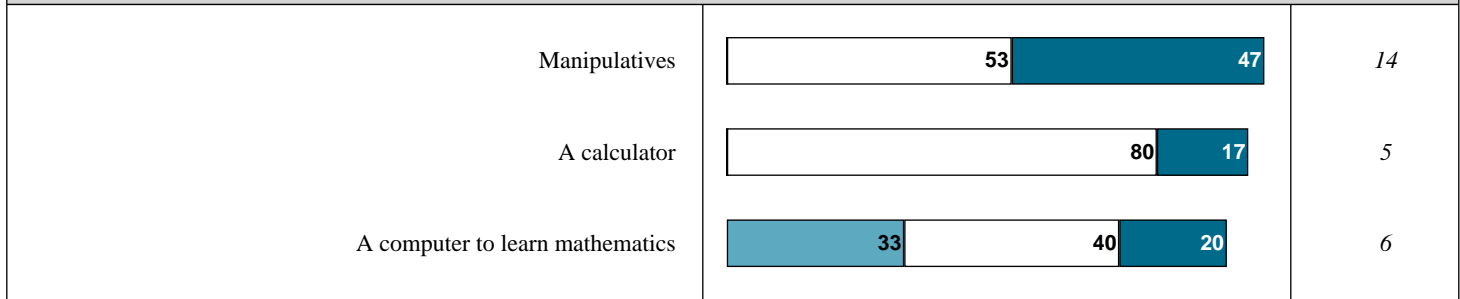 Manipulatives 53 47 14
A calculator 80 17 5
A computer to learn mathematics 33 40 20 6